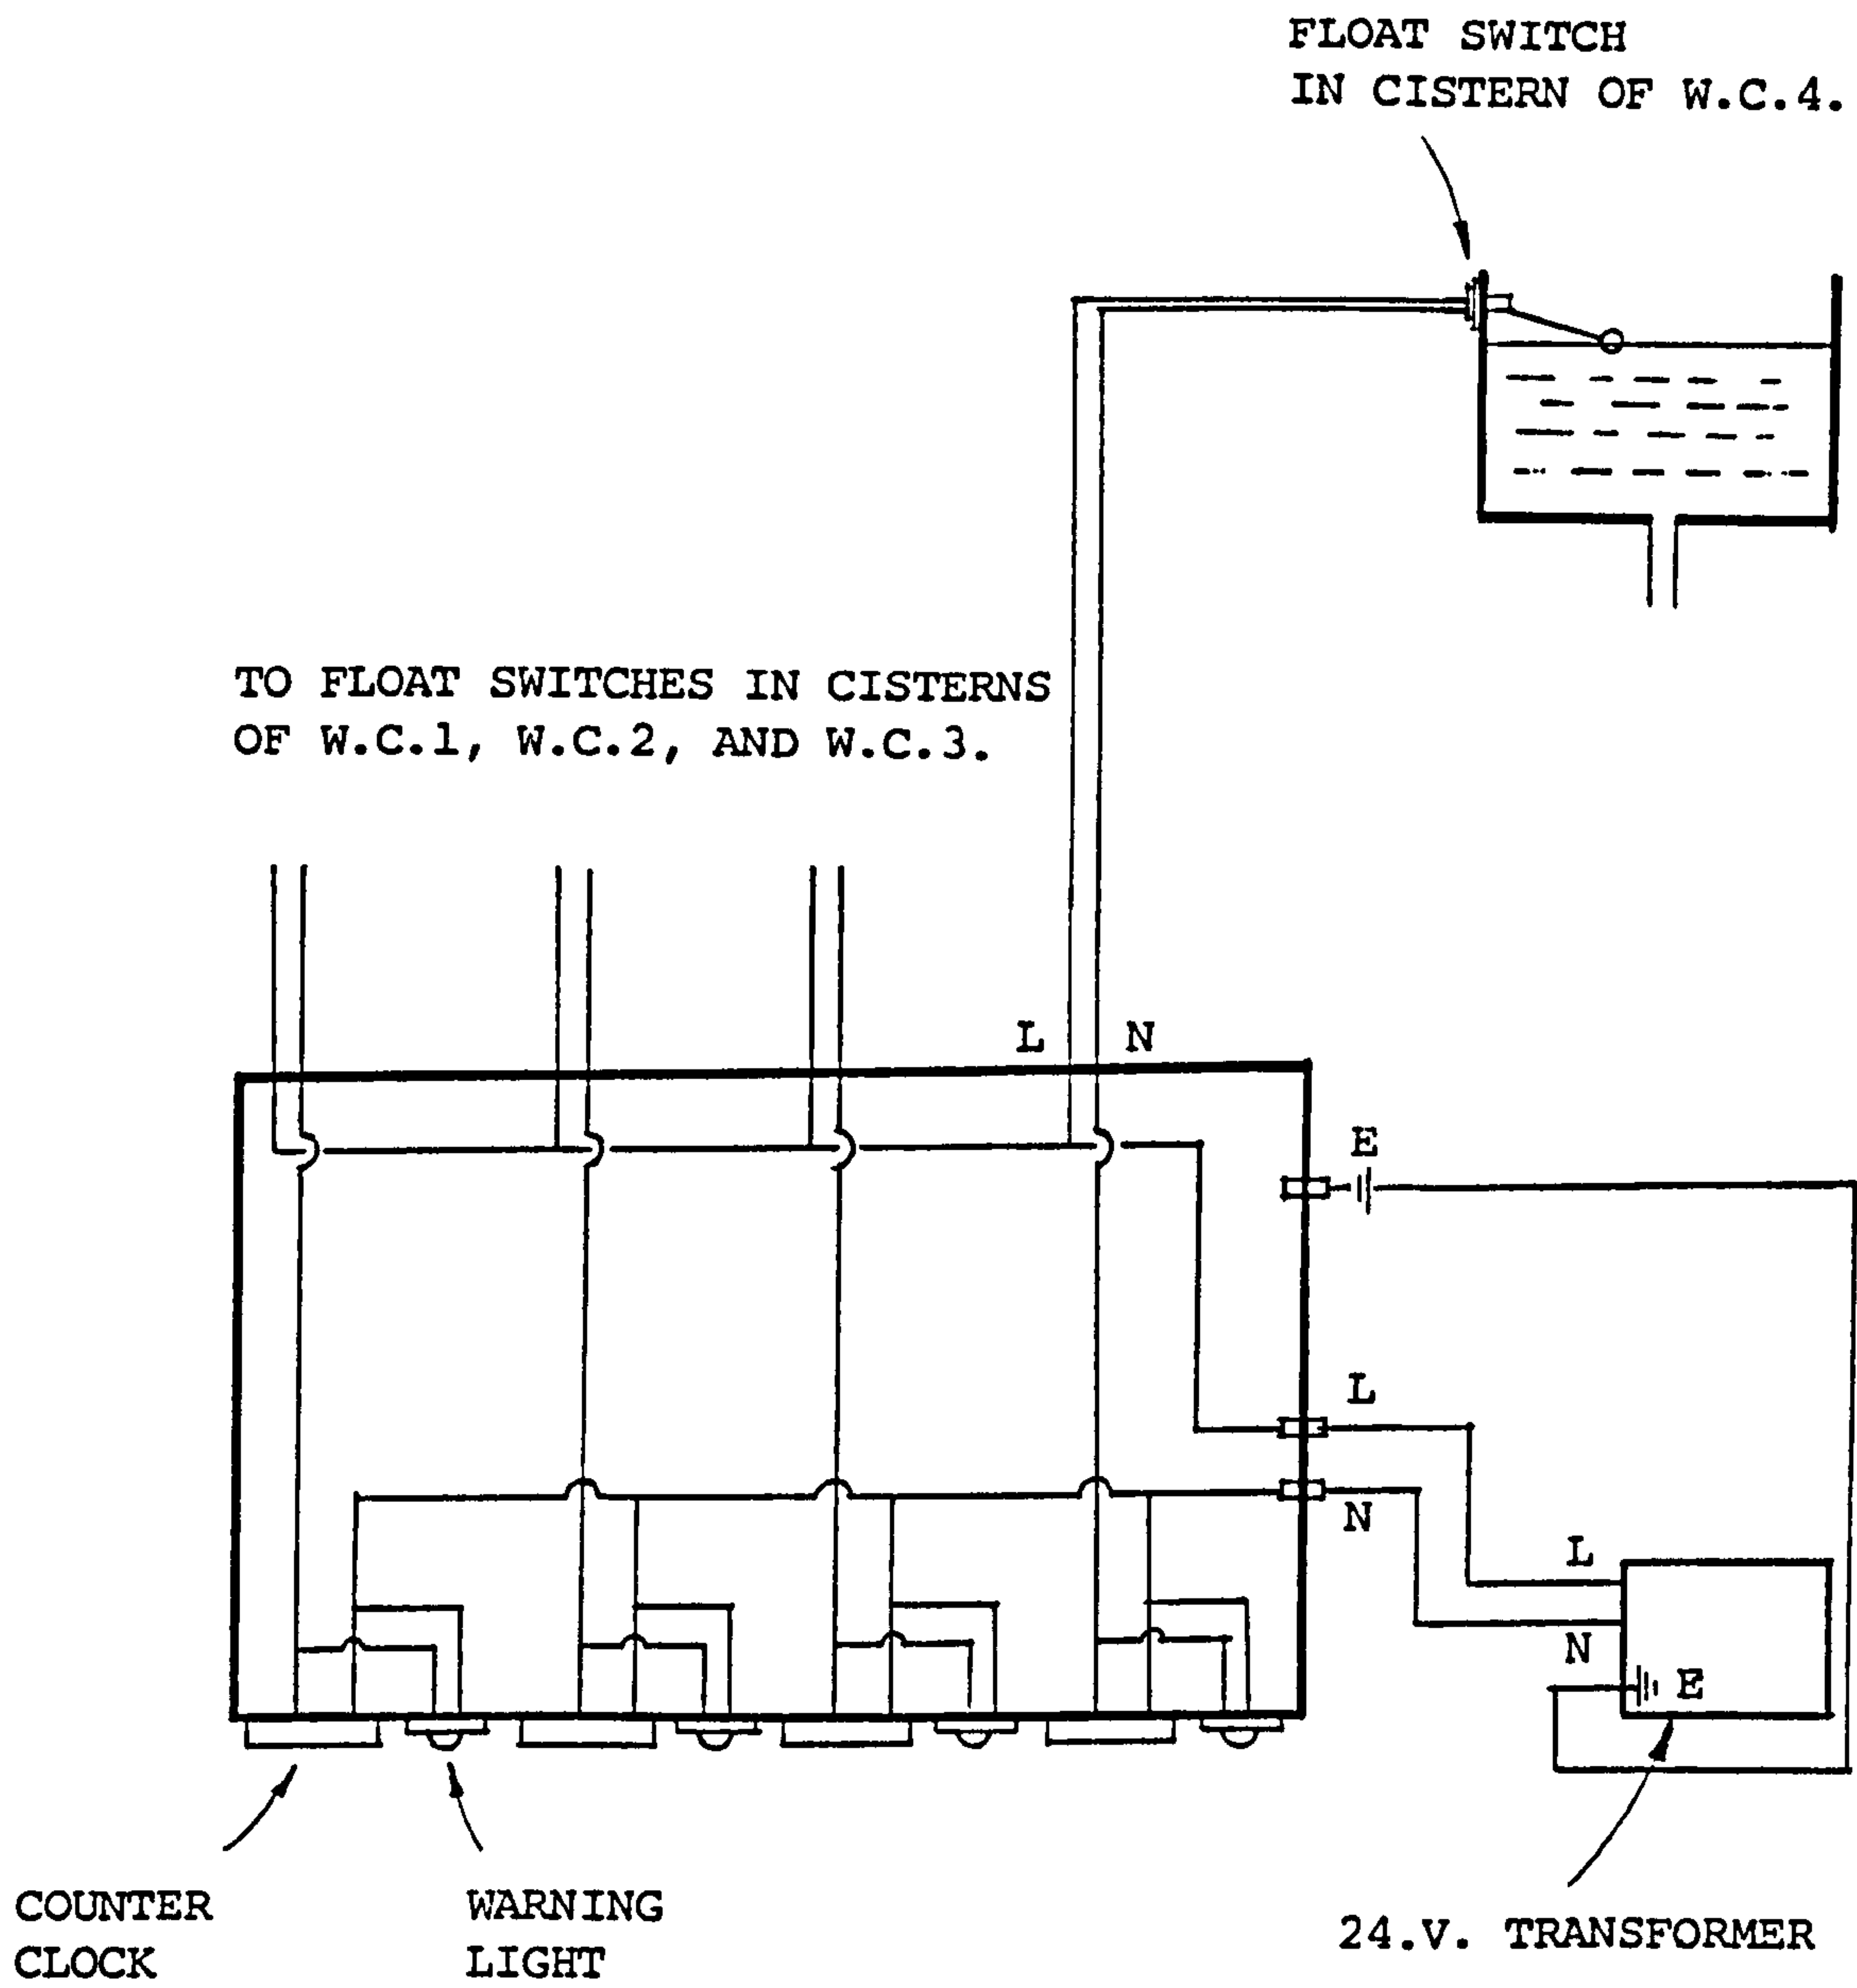 FLOAT SWITCH
IN CISTERN OF W.C.4.
TO FLOAT SWITCHES IN CISTERNS
OF W.C.1, W.C.2, AND W.C.3.
L N
E
L
N
L
N
E
COUNTER
CLOCK
WARNING
LIGHT
24.V. TRANSFORMER